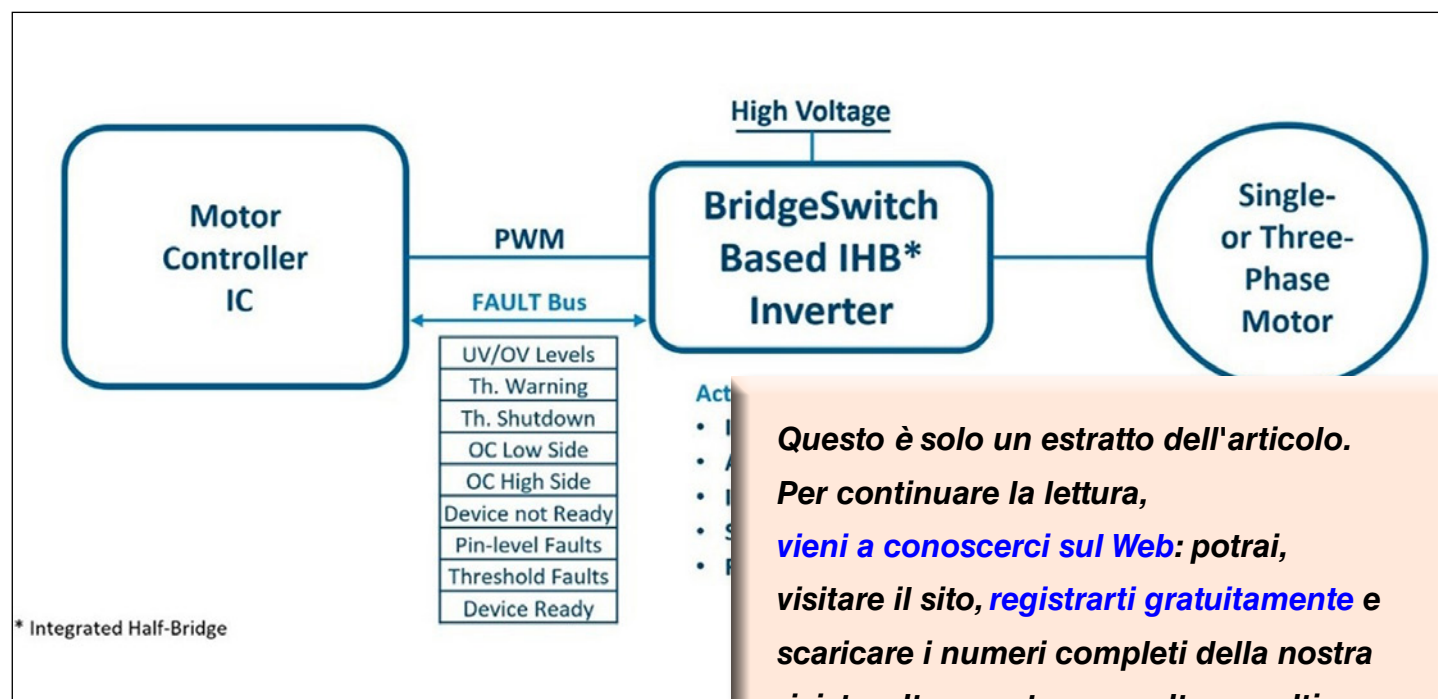 High Voltage
Motor
Controller
IC
PWM
FAULT Bus
BridgeSwitch
Based IHB*
Inverter
Single-
or Three-
Phase
Motor
UV/OV Levels
Th. Warning
Th. Shutdown
OC Low Side
OC High Side
Device not Ready
Pin-level Faults
Threshold Faults
Device Ready
* Integrated Half-Bridge
Questo è solo un estratto dell'articolo.
Per continuare la lettura,
vieni a conoscerci sul Web: potrai,
visitare il sito, registrarti gratuitamente e
scaricare i numeri completi della nostra